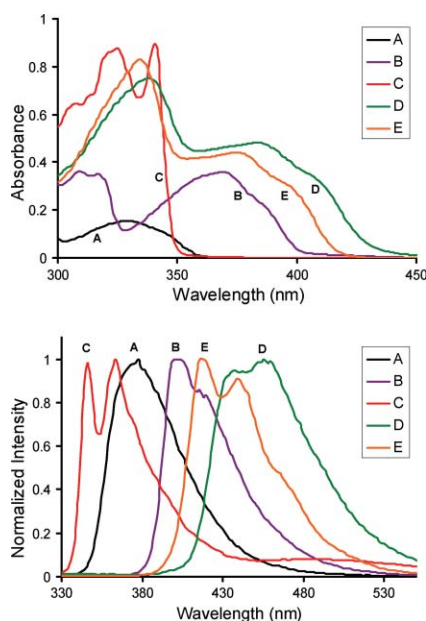 Absorbance
1
0.8
0.6
0.4
0.2
0
300
350
400
450
Wavelength (nm)
A
B
C
D
E
A
C
B
E
D
Normalized Intensity
1
0.8
0.6
0.4
0.2
0
330
380
430
480
530
Wavelength (nm)
C
A
B
E
D
A
B
C
D
E